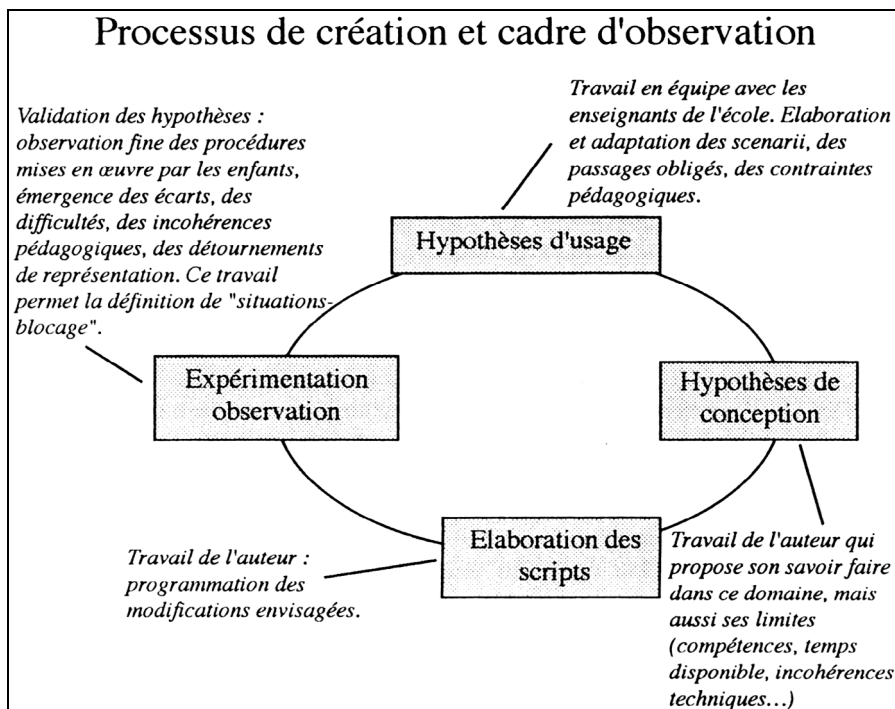 Processus de création et cadre d'observation
Travail en équipe avec les
enseignants de l'école. Elaboration
et adaptation des scenarii, des
passages obligés, des contraintes
pédagogiques.
Validation des hypothèses :
observation fine des procédures
mises en œuvre par les enfants,
émergence des écarts, des
difficultés, des incohérences
pédagogiques, des détournements
de représentation. Ce travail
permet la définition de "situations-
blocage".
Hypothèses d'usage
Expérimentation
observation
Hypothèses de
conception
Elaboration des
scripts
Travail de l'auteur :
programmation des
modifications envisagées.
Travail de l'auteur qui
propose son savoir faire
dans ce domaine, mais
aussi ses limites
(compétences, temps
disponible, incohérences
techniques...)